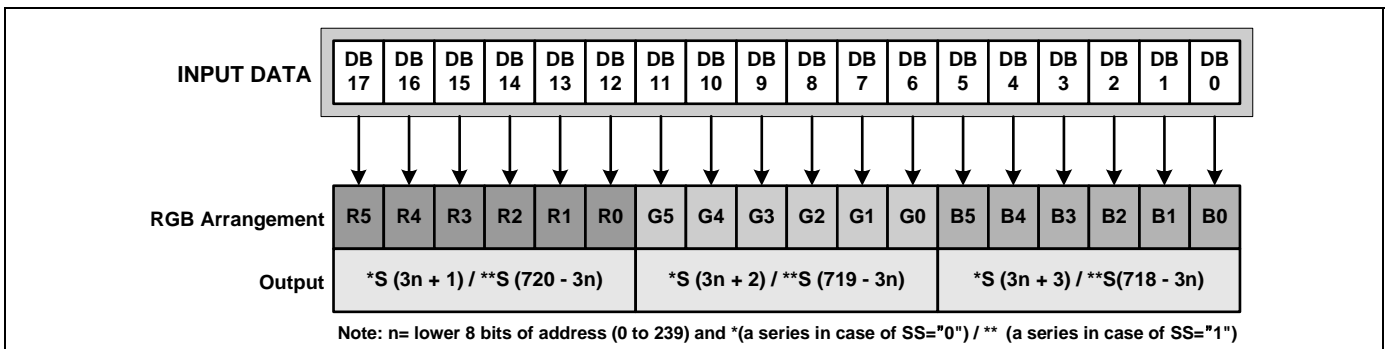 INPUT DATA DB 17 DB 16 DB 15 DB 14 DB 13 DB 12 DB 11 DB 10 DB 9 DB 8 DB 7 DB 6 DB 5 DB 4 DB 3 DB 2 DB 1 DB 0
RGB Arrangement R5 R4 R3 R2 R1 R0 G5 G4 G3 G2 G1 G0 B5 B4 B3 B2 B1 B0
Output *S (3n + 1) / **S (720 - 3n) *S (3n + 2) / **S (719 - 3n) *S (3n + 3) / **S(718 - 3n)
Note: n= lower 8 bits of address (0 to 239) and *(a series in case of SS="0") / ** (a series in case of SS="1")